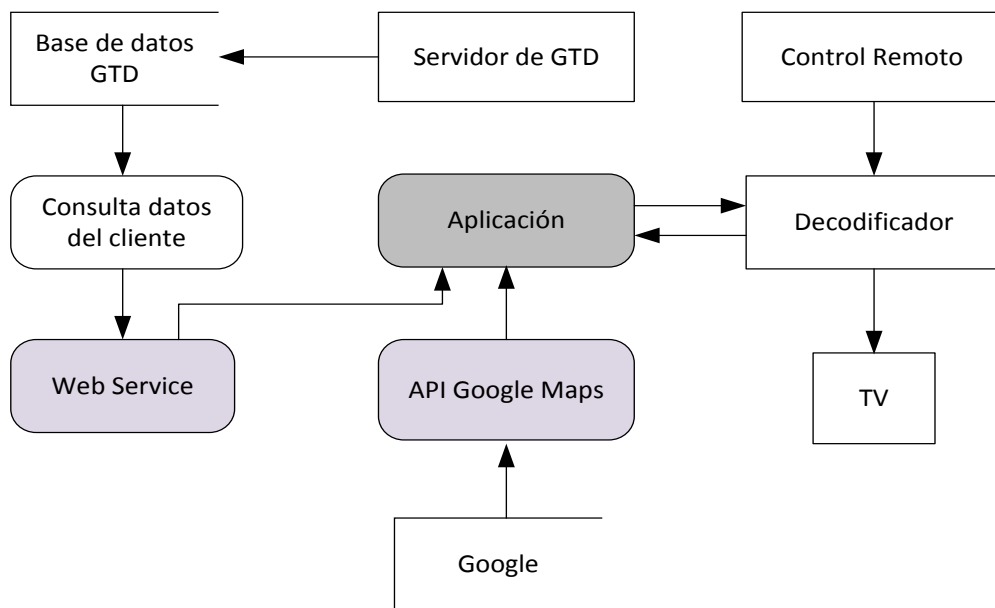 Base de datos
GTD
Servidor de GTD
Control Remoto
Consulta datos
del cliente
Aplicación
Decodificador
Web Service
API Google Maps
TV
Google